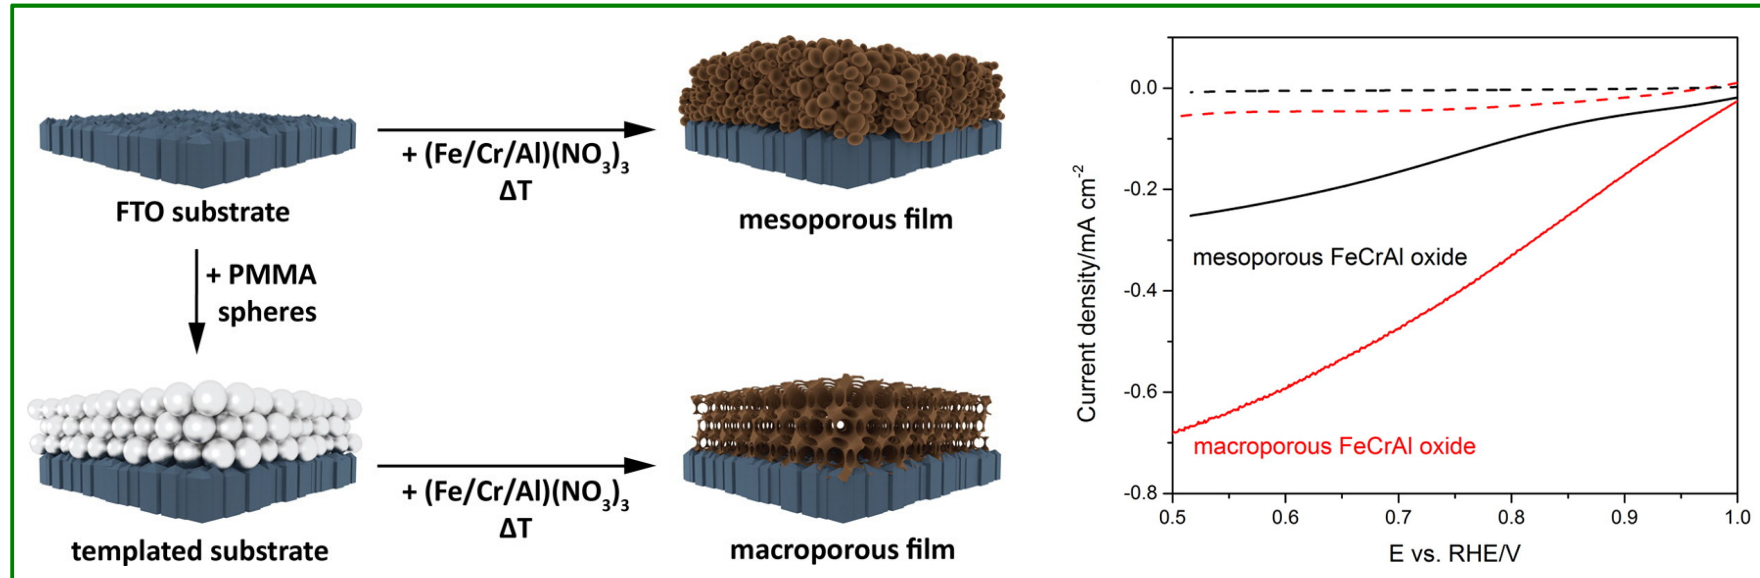 FTO substrate
+ (Fe/Cr/Al)(NO₃)₃
ΔT
mesoporous film
+ PMMA
spheres
templated substrate
+ (Fe/Cr/Al)(NO₃)₃
ΔT
macroporous film
Current density/mA cm⁻²
0.0
-0.2
-0.4
-0.6
-0.8
mesoporous FeCrAl oxide
macroporous FeCrAl oxide
0.5 0.6 0.7 0.8 0.9 1.0
E vs. RHE/V